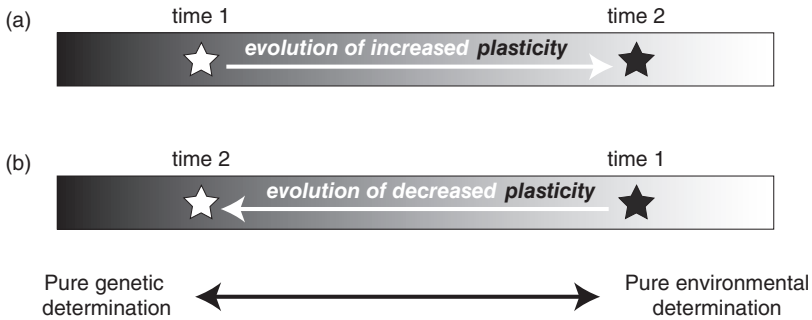 (a)
time 1 time 2
evolution of increased plasticity
(b)
time 2 time 1
evolution of decreased plasticity
Pure genetic
determination
Pure environmental
determination